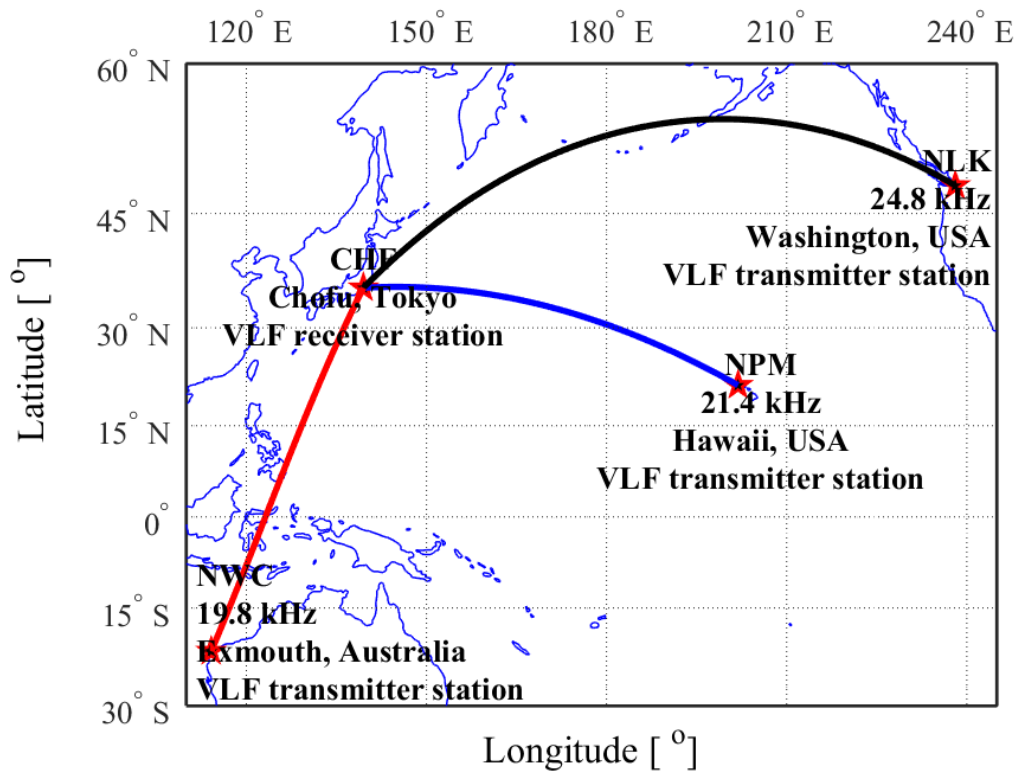 120° E 150° E 180° E 210° E 240° E
60° N
45° N
30° N
15° N
0°
15° S
30° S
Latitude [ °]
Longitude [ °]
NLK
24.8 kHz
Washington, USA
VLF transmitter station
CHF
Chofu, Tokyo
VLF receiver station
NPM
21.4 kHz
Hawaii, USA
VLF transmitter station
NWC
19.8 kHz
Exmouth, Australia
VLF transmitter station